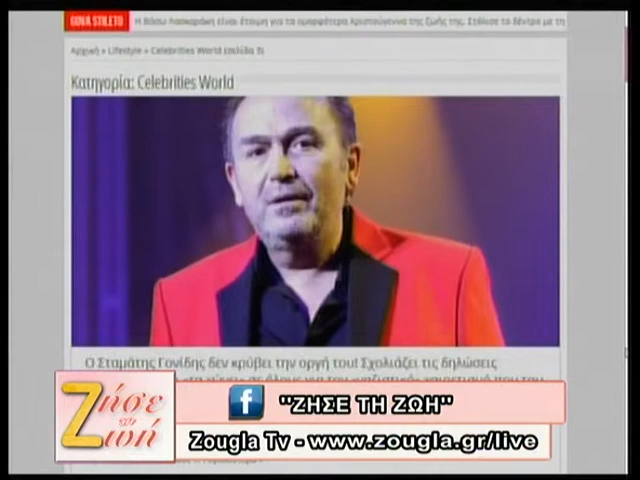 GOVA STILETO Η Βάσω Λασκαράκη είναι έτοιμη για τα ομορφότερα Χριστούγεννα της ζωής της. Στόλισε το δέντρο με τη
Αρχική » Lifestyle » Celebrities World
Κατηγορία: Celebrities World
Ο Σταμάτης Γονίδης δεν κρύβει την οργή του! Σχολιάζει τις δηλώσεις
Ζήσε τη Ζωή
"ΖΗΣΕ ΤΗ ΖΩΗ"
Zougla Tv - www.zougla.gr/live